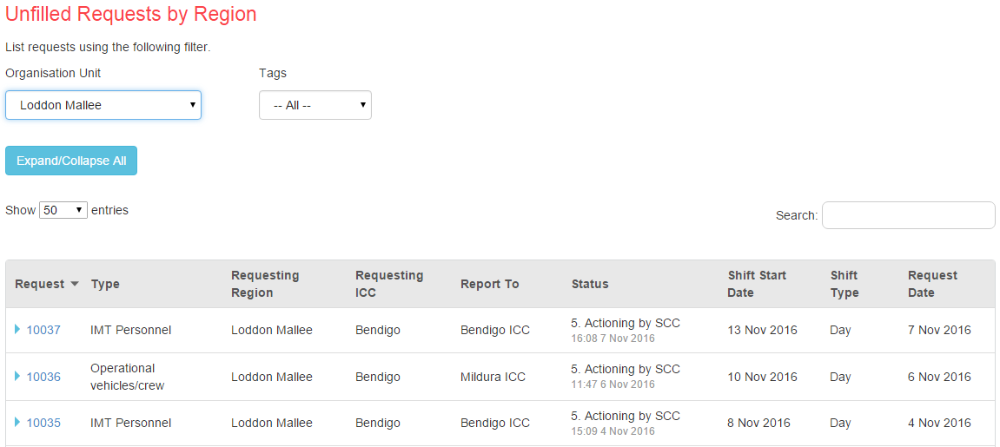 Unfilled Requests by Region
List requests using the following filter.
Organisation Unit Tags
Loddon Mallee -- All --
Expand/Collapse All
Show 50 entries
Search:
Request Type Requesting Region Requesting ICC Report To Status Shift Start Date Shift Type Request Date
10037 IMT Personnel Loddon Mallee Bendigo Bendigo ICC 5. Actioning by SCC 13 Nov 2016 Day 7 Nov 2016
16:08 7 Nov 2016
10036 Operational vehicles/crew Loddon Mallee Bendigo Mildura ICC 5. Actioning by SCC 10 Nov 2016 Day 6 Nov 2016
11:47 6 Nov 2016
10035 IMT Personnel Loddon Mallee Bendigo Bendigo ICC 5. Actioning by SCC 8 Nov 2016 Day 4 Nov 2016
15:09 4 Nov 2016